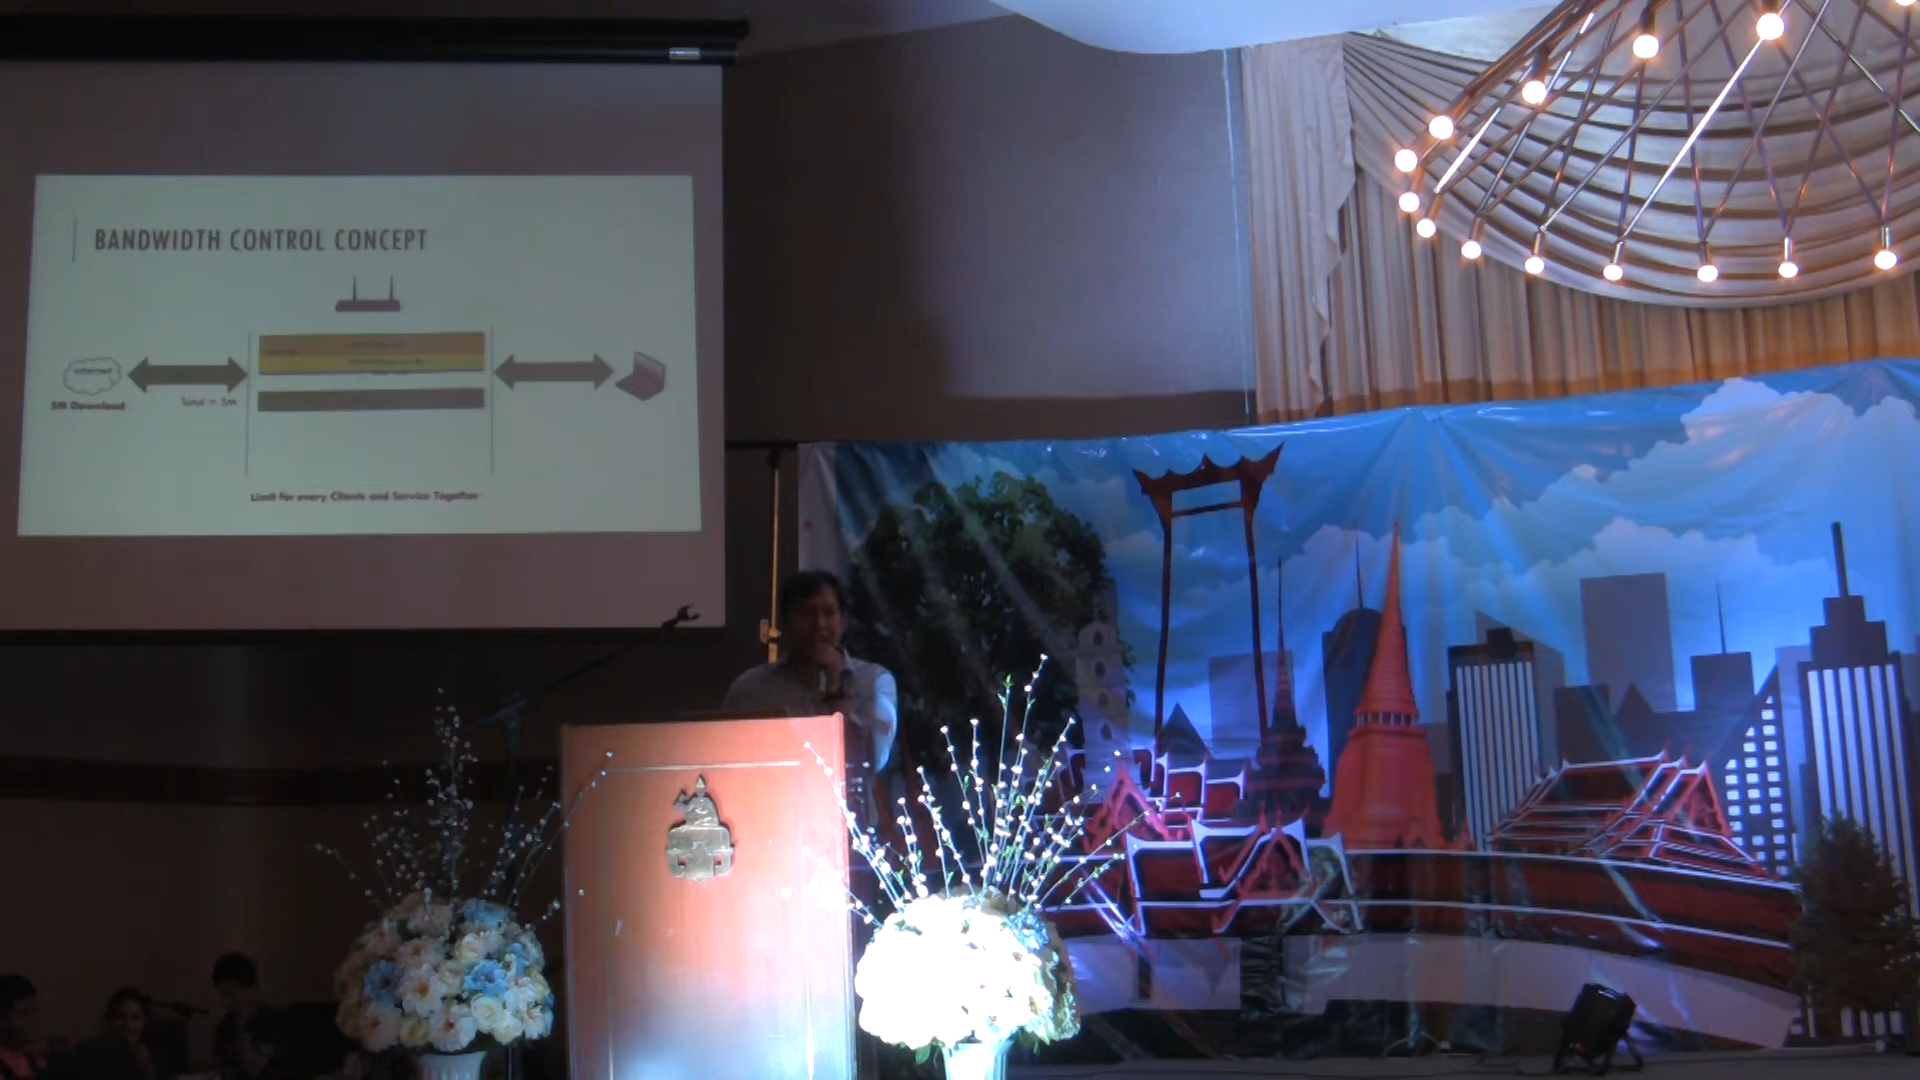 BANDWIDTH CONTROL CONCEPT
Internet
5M Download
Total = 5M
Limit for every Clients and Service Together